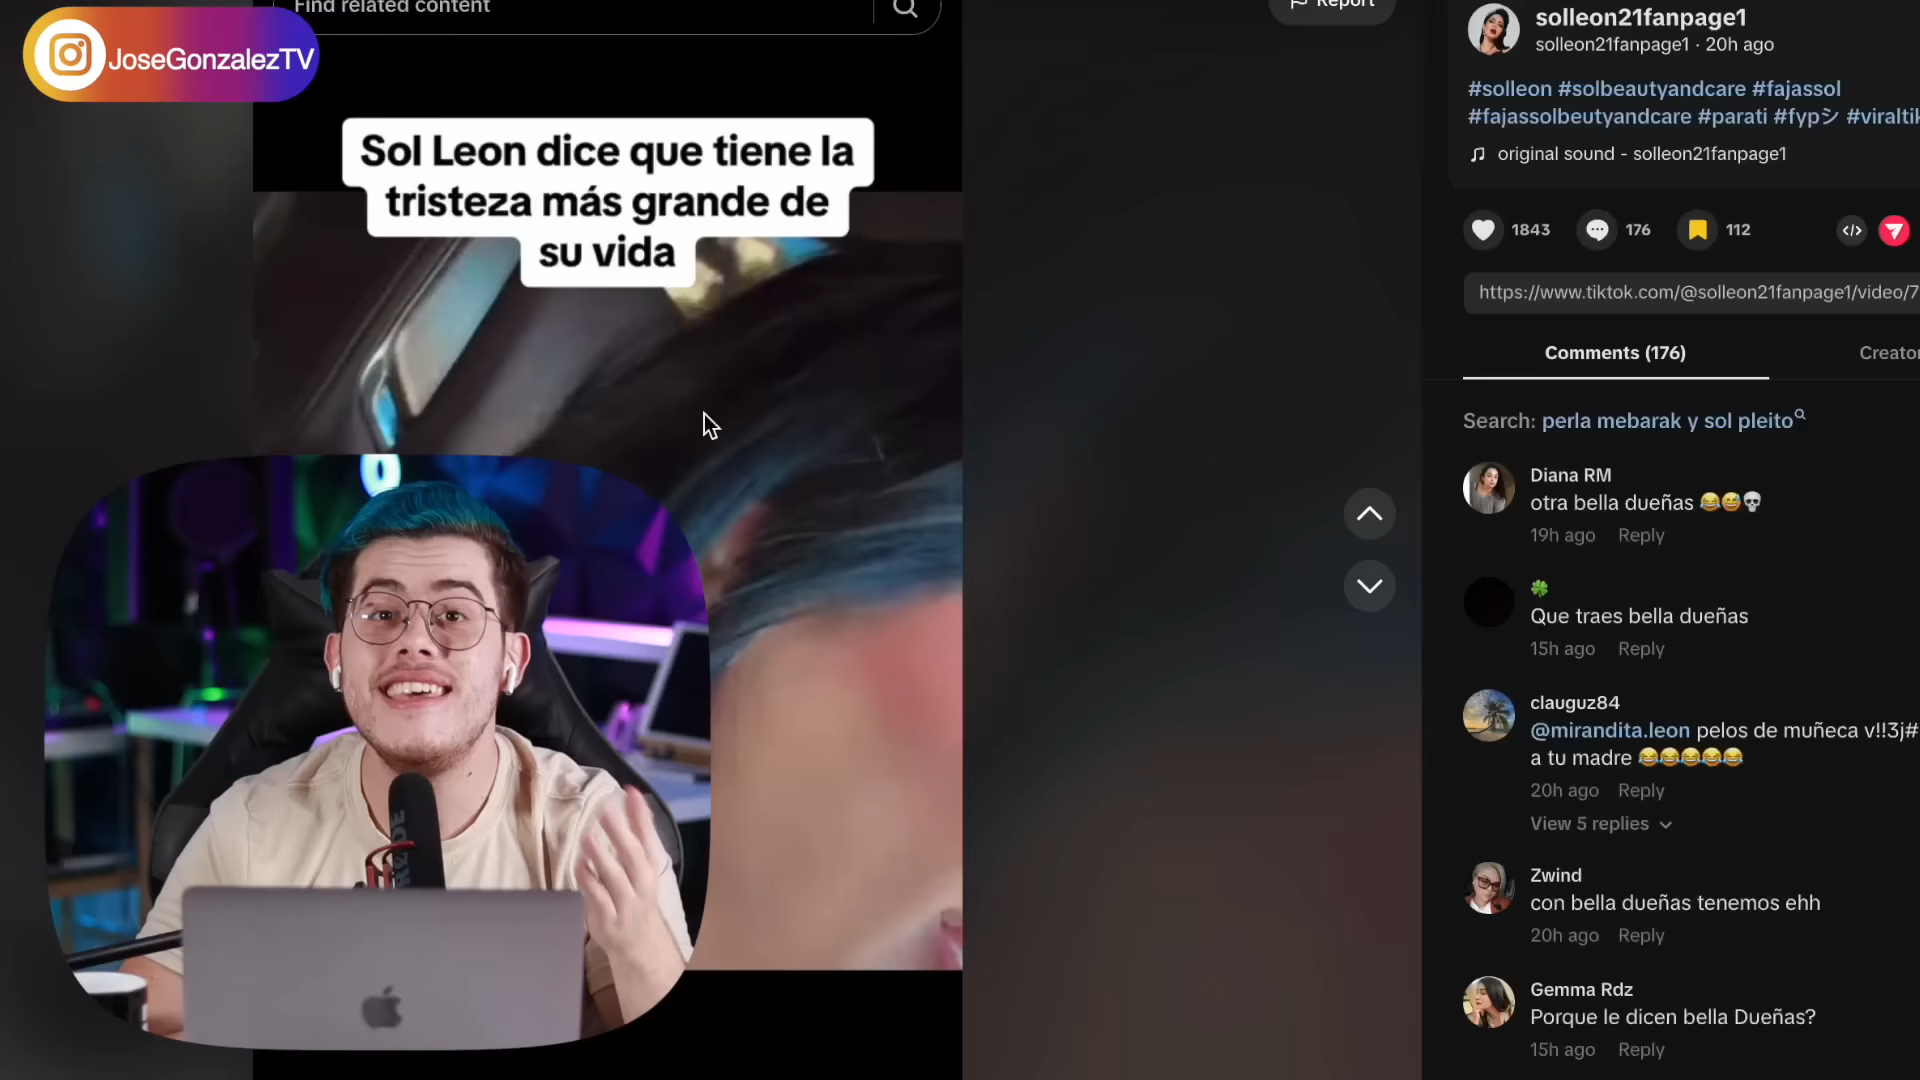 JoseGonzalezTV
Find related content
Report
Sol Leon dice que tiene la
tristeza más grande de
su vida
RØDE
solleon21fanpage1
solleon21fanpage1 · 20h ago
#solleon #solbeautyandcare #fajassol
#fajassolbeutyandcare #parati #fypシ #viraltik
original sound - solleon21fanpage1
1843
176
112
https://www.tiktok.com/@solleon21fanpage1/video/7
Comments (176)
Creator
Search: perla mebarak y sol pleito
Diana RM
otra bella dueñas 😂😅💀
19h ago Reply
🍀
Que traes bella dueñas
15h ago Reply
clauguz84
@mirandita.leon pelos de muñeca v!!3j#
a tu madre 😂😂😂😂😂
20h ago Reply
View 5 replies
Zwind
con bella dueñas tenemos ehh
20h ago Reply
Gemma Rdz
Porque le dicen bella Dueñas?
15h ago Reply